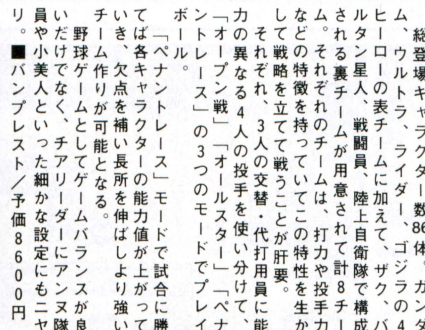 総登場キャラクター数86体。ガンダ
ム、ウルトラ、ライダー、ゴジラの4
ヒーローの表チームに加えて、ザク、バ
ルタン星人、戦闘員、陸上自衛隊で構成
される裏チームが用意されて計8チー
ム。それぞれのチームは、打力や投手力
などの特徴を持っていてこの特性を生か
して戦略を立てて戦うことが肝要。
それぞれ、3人の交替・代打用員に能
力の異なる4人の投手を使い分けて、
「オープン戦」「オールスター」「ペナ
ントレース」の3つのモードでプレイ
ボール。
「ペナントレース」モードで試合に勝
てば各キャラクターの能力値が上がって
いき、欠点を補い長所を伸ばしより強い
チーム作りが可能となる。
野球ゲームとしてゲームバランスが良
いだけでなく、チアリーダーにアンヌ隊
員や小美人といった細かな設定にもニヤ
リ。■バンプレスト/予価8600円